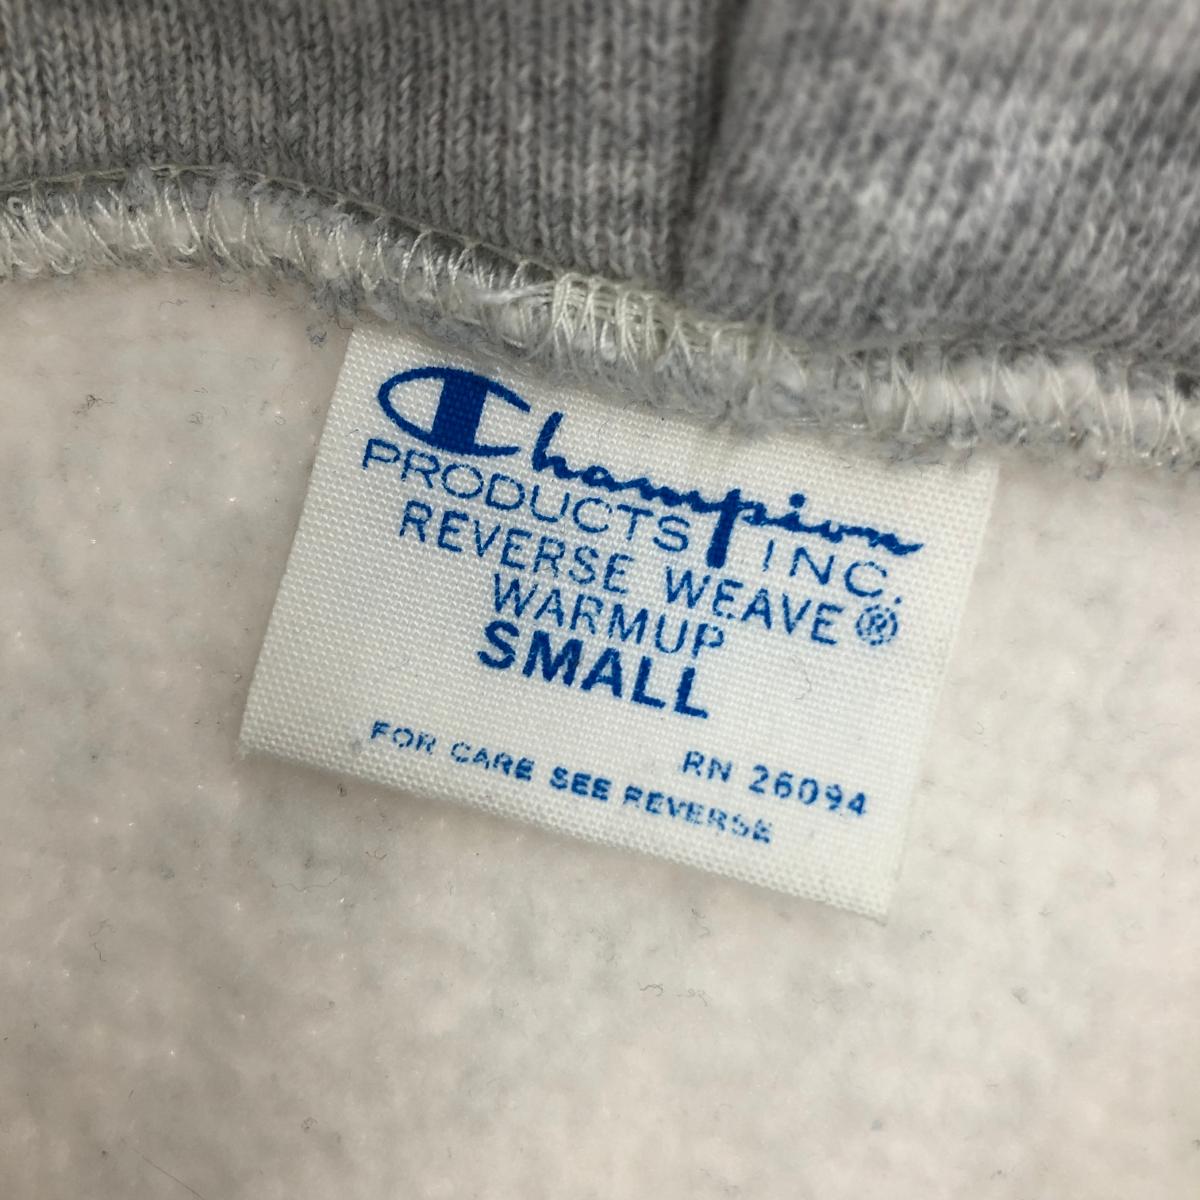 Champion
PRODUCTS INC.
REVERSE WEAVE®
WARMUP
SMALL
RN 26094
FOR CARE SEE REVERSE